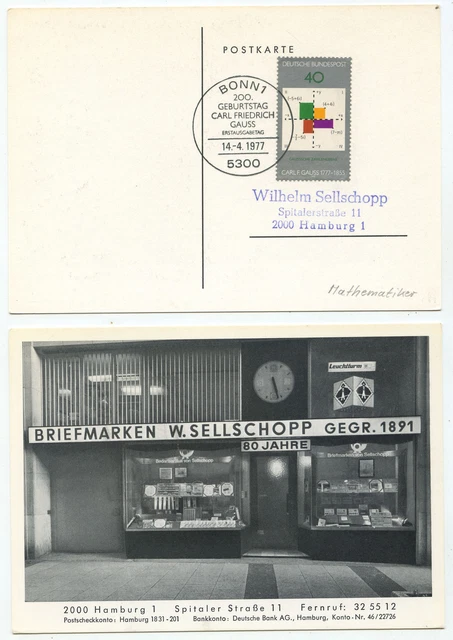 POSTKARTE
DEUTSCHE BUNDESPOST
40
BONN 1
200.
GEBURTSTAG
CARL FRIEDRICH
GAUSS
ERSTAUSGABETAG
14.-4. 1977
5300
CARL F. GAUSS 1777-1855
Wilhelm Sellschopp
Spitalerstraße 11
2000 Hamburg 1
Mathematiker
Leuchtturm
BRIEFMARKEN W. SELLSCHOPP GEGR. 1891
80 JAHRE
Briefmarken von Sellschopp
2000 Hamburg 1 Spitaler Straße 11 Fernruf: 32 55 12
Postscheckkonto: Hamburg 1831-201 Bankkonto: Deutsche Bank AG., Hamburg, Konto-Nr. 46/22726